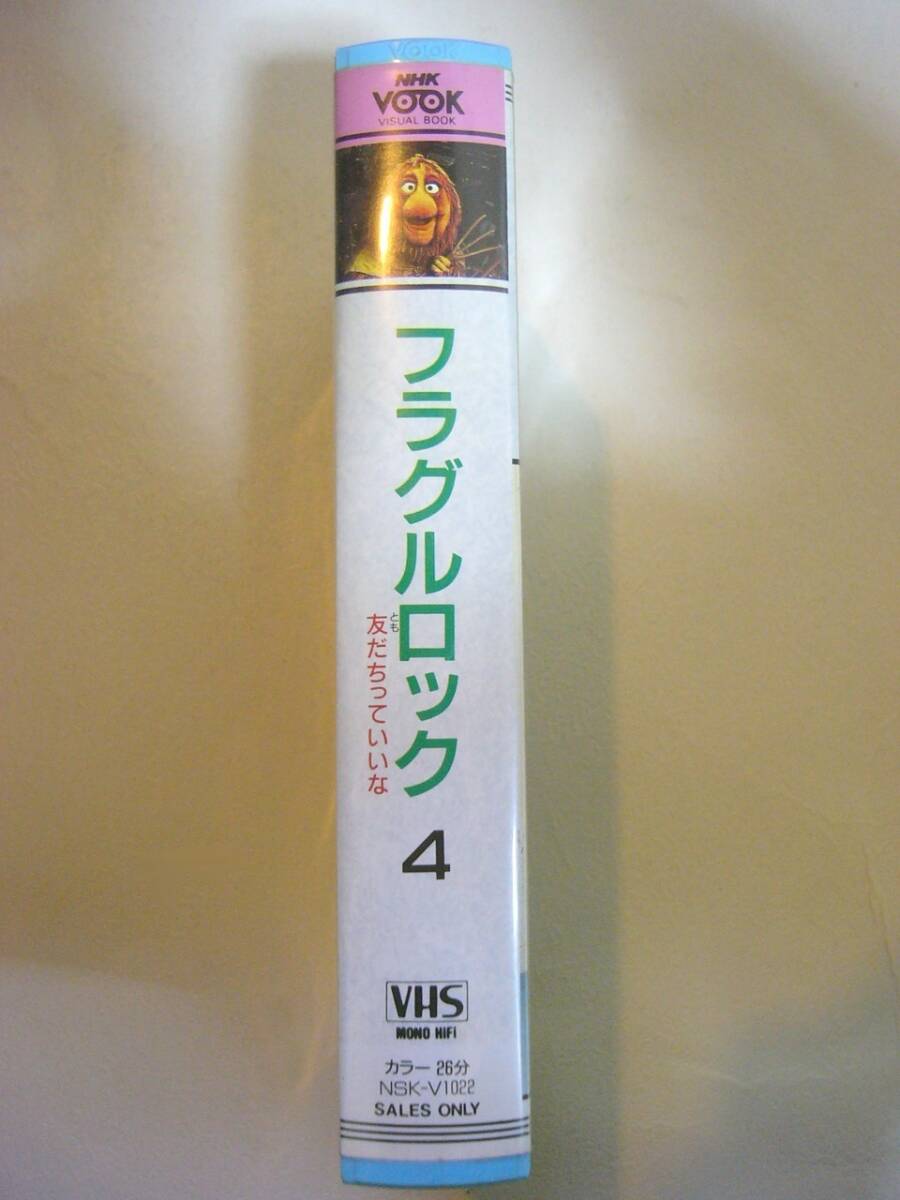 VOOK
NHK
VOOK
VISUAL BOOK
フラグルロック
友だちっていいな
とも
4
VHS
MONO HiFi
カラー 26分
NSK-V1022
SALES ONLY